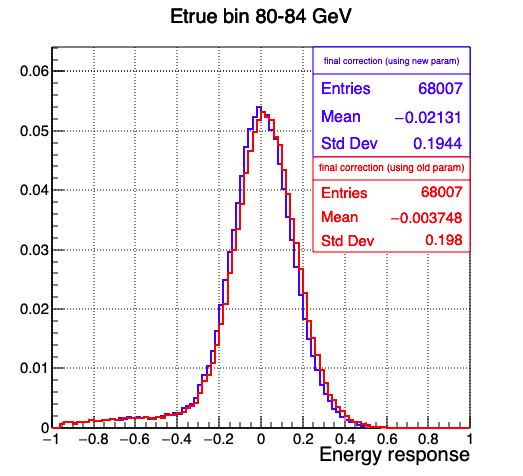 Etrue bin 80-84 GeV
final correction (using new param)
Entries 68007
Mean −0.02131
Std Dev 0.1944
final correction (using old param)
Entries 68007
Mean −0.003748
Std Dev 0.198
0.06
0.05
0.04
0.03
0.02
0.01
0
−1 −0.8 −0.6 −0.4 −0.2 0 0.2 0.4 0.6 0.8 1
Energy response